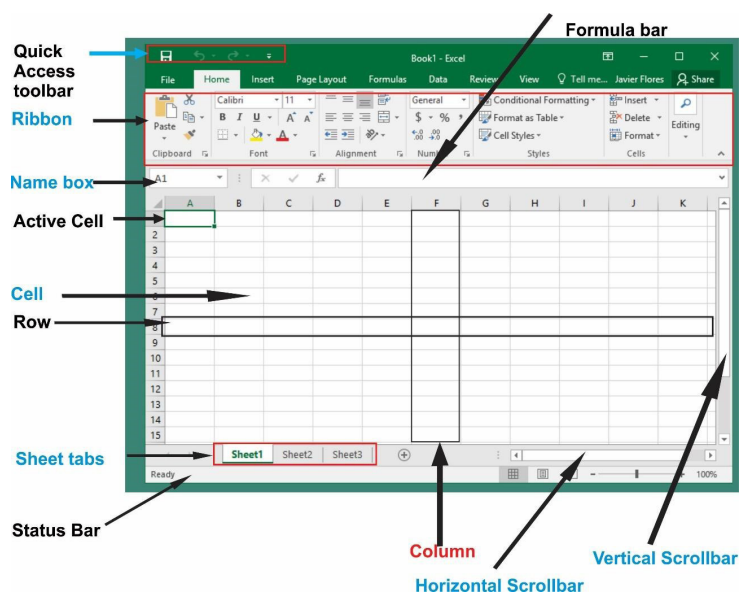 Formula bar
Quick
Access
toolbar
Book1 - Excel
File Home Insert Page Layout Formulas Data Review View Tell me... Javier Flores Share
Ribbon
Calibri 11 General Conditional Formatting Insert
Paste B I U A A $ % , Format as Table Delete Editing
A Cell Styles Format
Clipboard Font Alignment Styles Cells
Name box
A1 fx
A B C D E F G H I J K
Active Cell
2
3
4
5
Cell
7
Row
8
9
10
11
12
13
14
15
Sheet tabs
Sheet1 Sheet2 Sheet3
Ready 100%
Status Bar
Column
Vertical Scrollbar
Horizontal Scrollbar